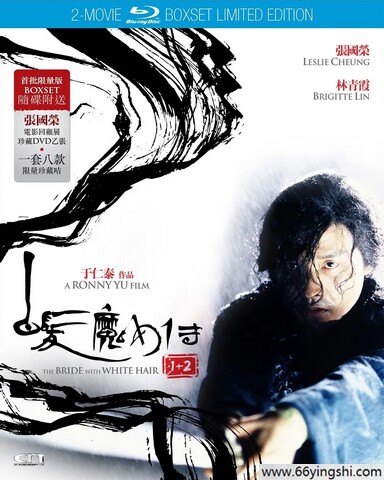 2-MOVIE Blu-ray Disc BOXSET LIMITED EDITION
張國榮
LESLIE CHEUNG
林青霞
BRIGITTE LIN
首批限量版
BOXSET
隨碟附送
張國榮
電影回顧展
珍藏DVD乙張
•
一套八款
限量珍藏咭
于仁泰 作品
A RONNY YU FILM
白髮魔女傳
1+2
THE BRIDE WITH WHITE HAIR
www.66yingshi.com